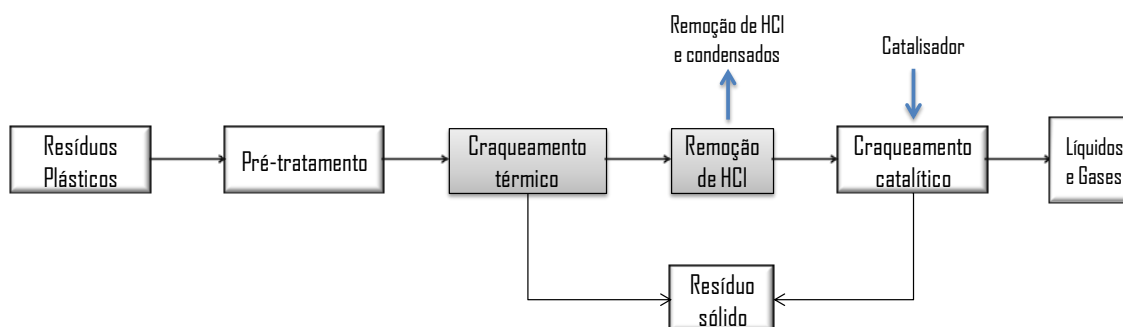 Remoção de HCl
e condensados
Catalisador
Resíduos
Plásticos
Pré-tratamento
Craqueamento
térmico
Remoção
de HCl
Craqueamento
catalítico
Líquidos
e Gases
Resíduo
sólido